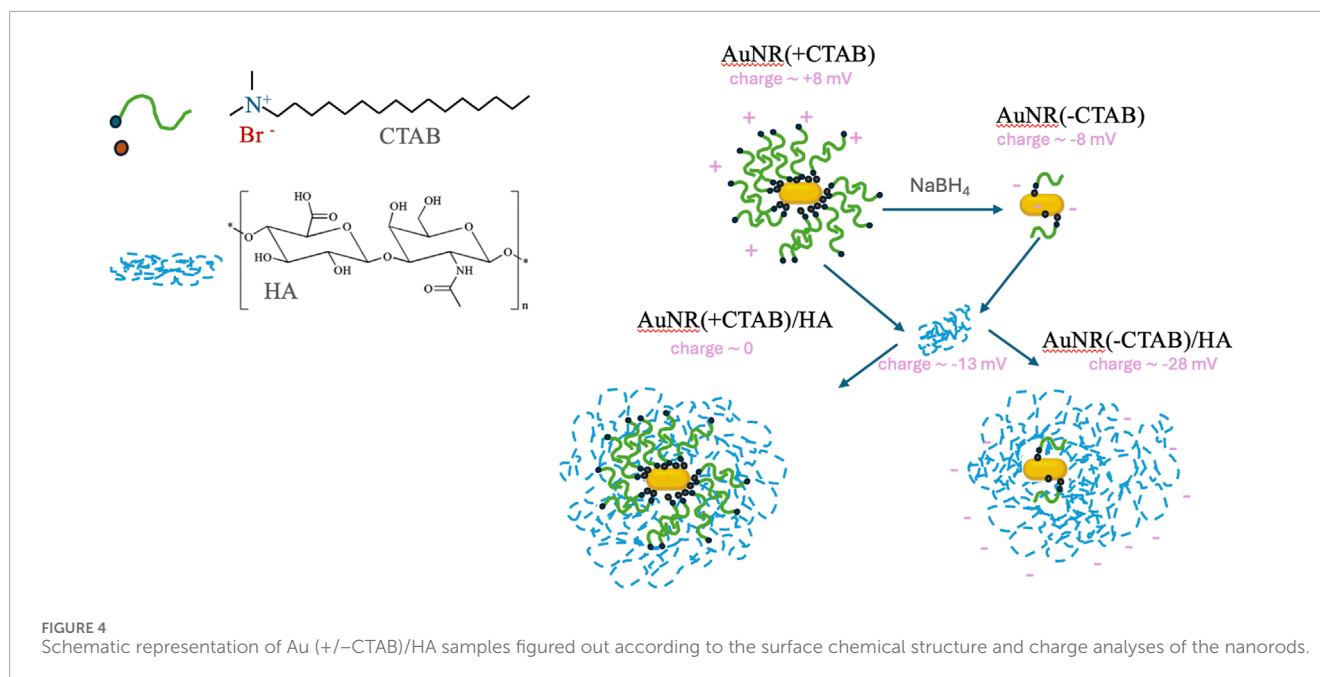 AuNR(+CTAB)
charge ~ +8 mV
AuNR(-CTAB)
charge ~ -8 mV
N+
Br -
CTAB
NaBH4
HO
O
OH
OH
*
O
O
O
O
O
*
HO
OH
NH
O
n
HA
AuNR(+CTAB)/HA
charge ~ 0
charge ~ -13 mV
AuNR(-CTAB)/HA
charge ~ -28 mV
FIGURE 4
Schematic representation of Au (+/−CTAB)/HA samples figured out according to the surface chemical structure and charge analyses of the nanorods.